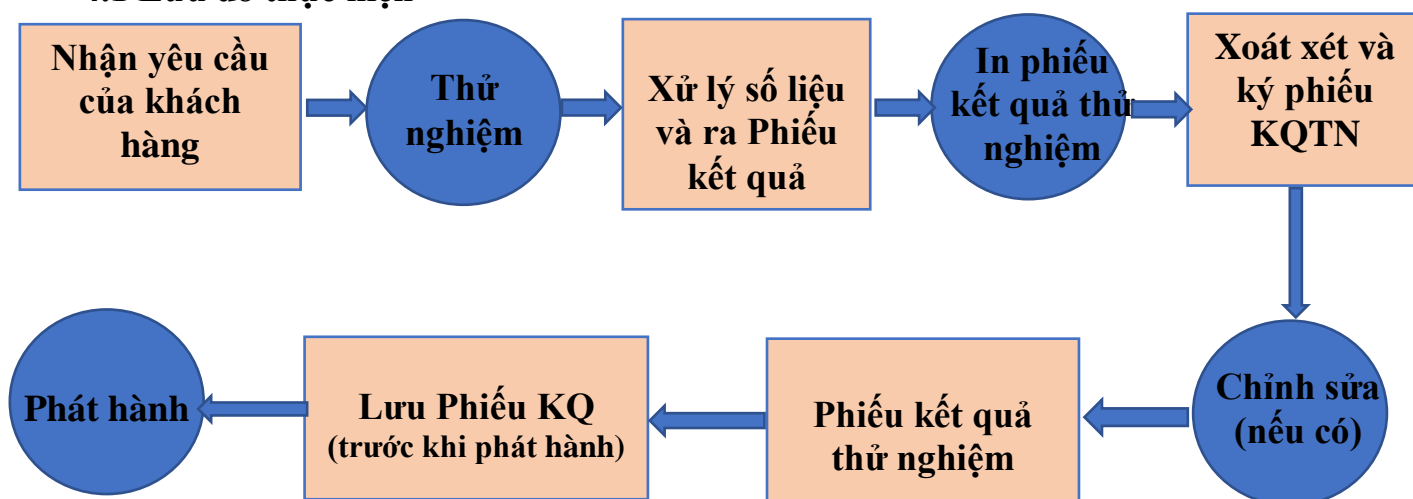 Nhận yêu cầu
của khách
hàng
Thử
nghiệm
Xử lý số liệu
và ra Phiếu
kết quả
In phiếu
kết quả thử
nghiệm
Xoát xét và
ký phiếu
KQTN
Chỉnh sửa
(nếu có)
Phiếu kết quả
thử nghiệm
Lưu Phiếu KQ
(trước khi phát hành)
Phát hành